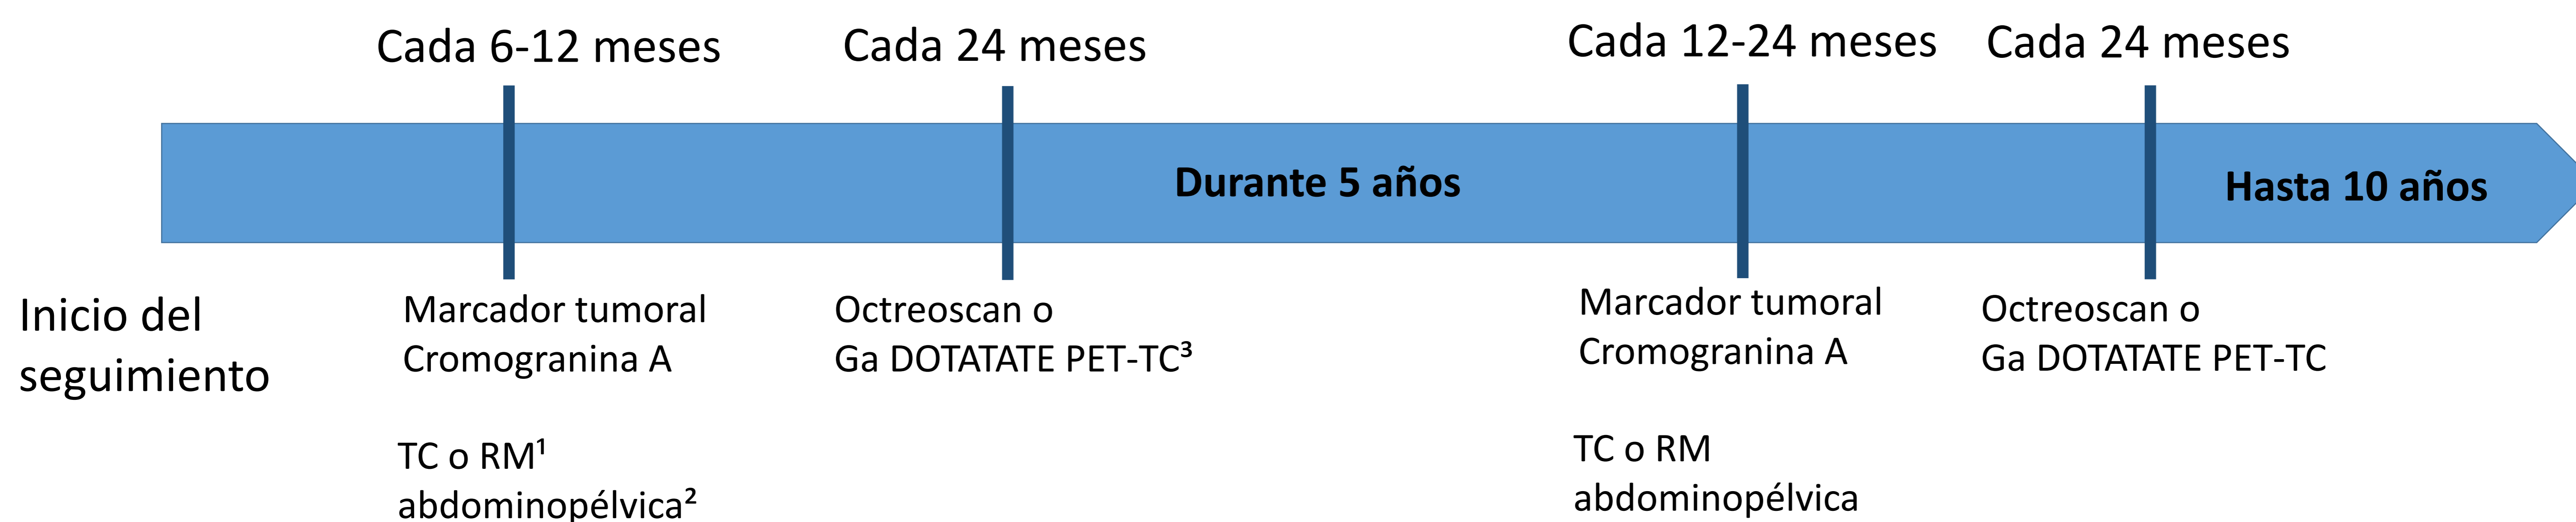 Cada 6-12 meses
Cada 24 meses
Cada 12-24 meses
Cada 24 meses
Durante 5 años
Hasta 10 años
Inicio del
seguimiento
Marcador tumoral
Cromogranina A
TC o RM¹
abdominopélvica²
Octreoscan o
Ga DOTATATE PET-TC³
Marcador tumoral
Cromogranina A
TC o RM
abdominopélvica
Octreoscan o
Ga DOTATATE PET-TC